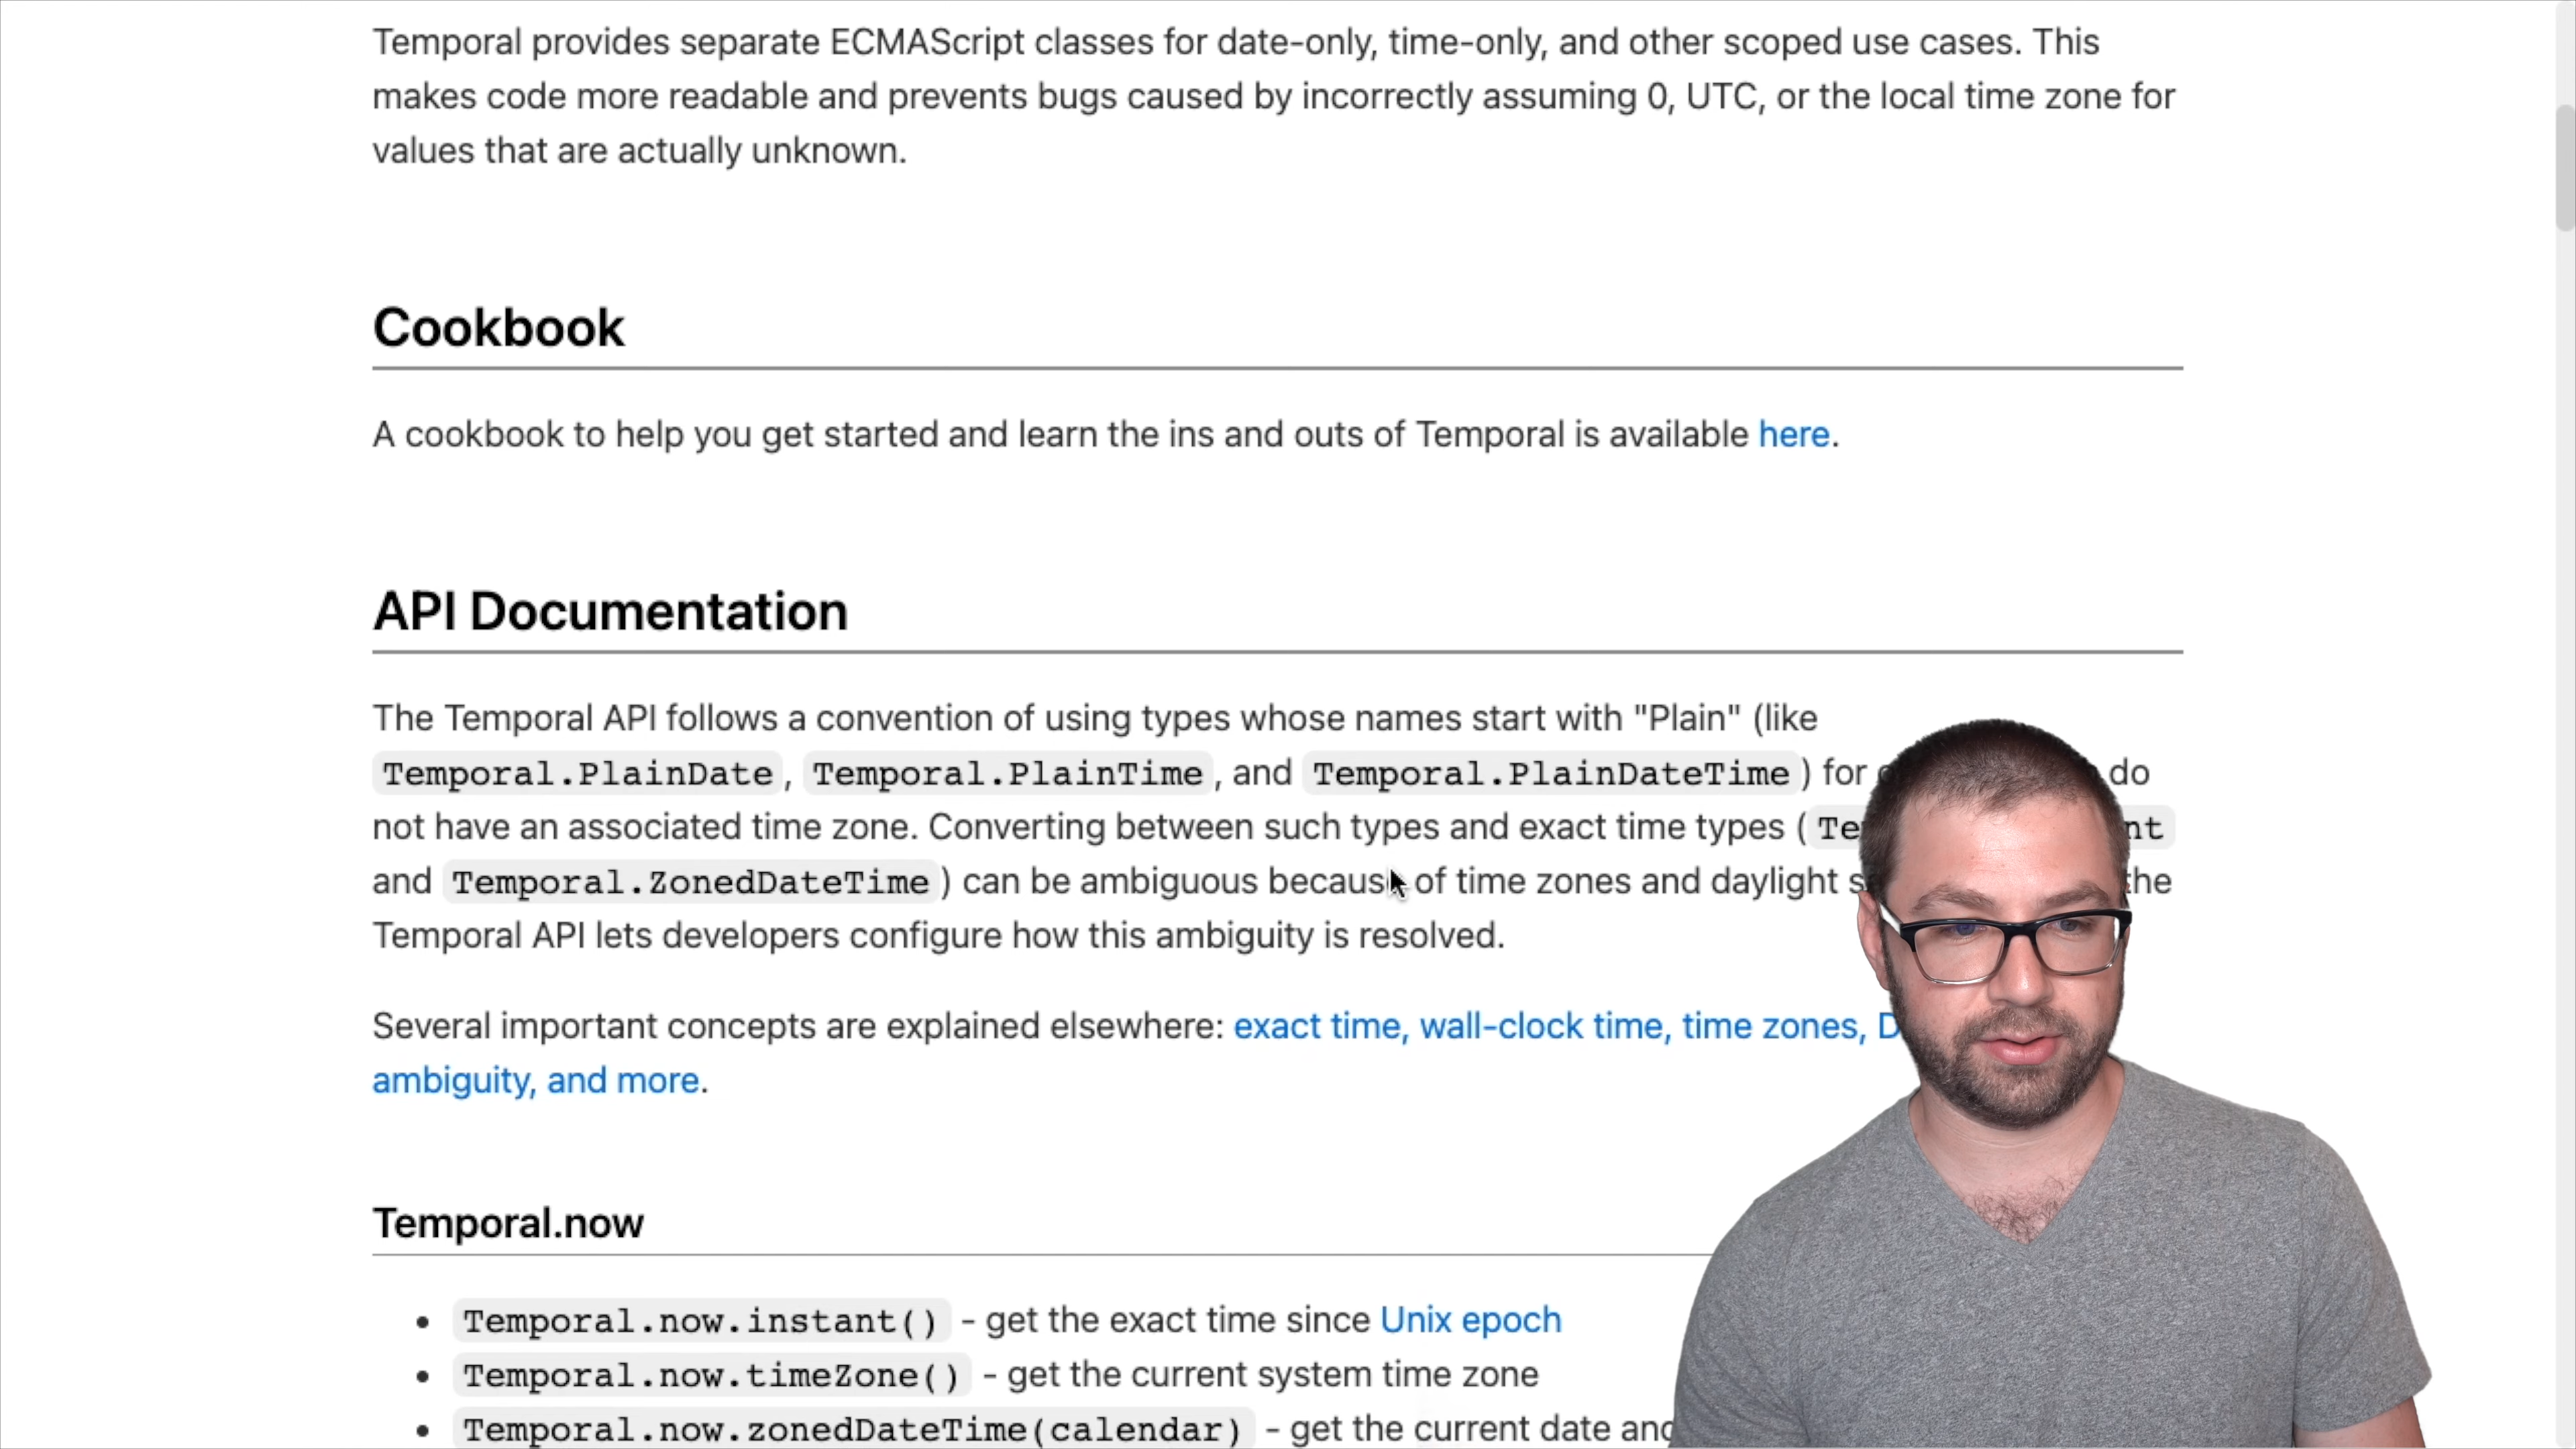 Temporal provides separate ECMAScript classes for date-only, time-only, and other scoped use cases. This
makes code more readable and prevents bugs caused by incorrectly assuming 0, UTC, or the local time zone for
values that are actually unknown.
Cookbook
A cookbook to help you get started and learn the ins and outs of Temporal is available here.
API Documentation
The Temporal API follows a convention of using types whose names start with "Plain" (like
Temporal.PlainDate, Temporal.PlainTime, and Temporal.PlainDateTime) for do
not have an associated time zone. Converting between such types and exact time types (
and Temporal.ZonedDateTime) can be ambiguous because of time zones and daylight the
Temporal API lets developers configure how this ambiguity is resolved.
Several important concepts are explained elsewhere: exact time, wall-clock time, time zones,
ambiguity, and more.
Temporal.now
Temporal.now.instant() - get the exact time since Unix epoch
Temporal.now.timeZone() - get the current system time zone
Temporal.now.zonedDateTime(calendar) - get the current date and